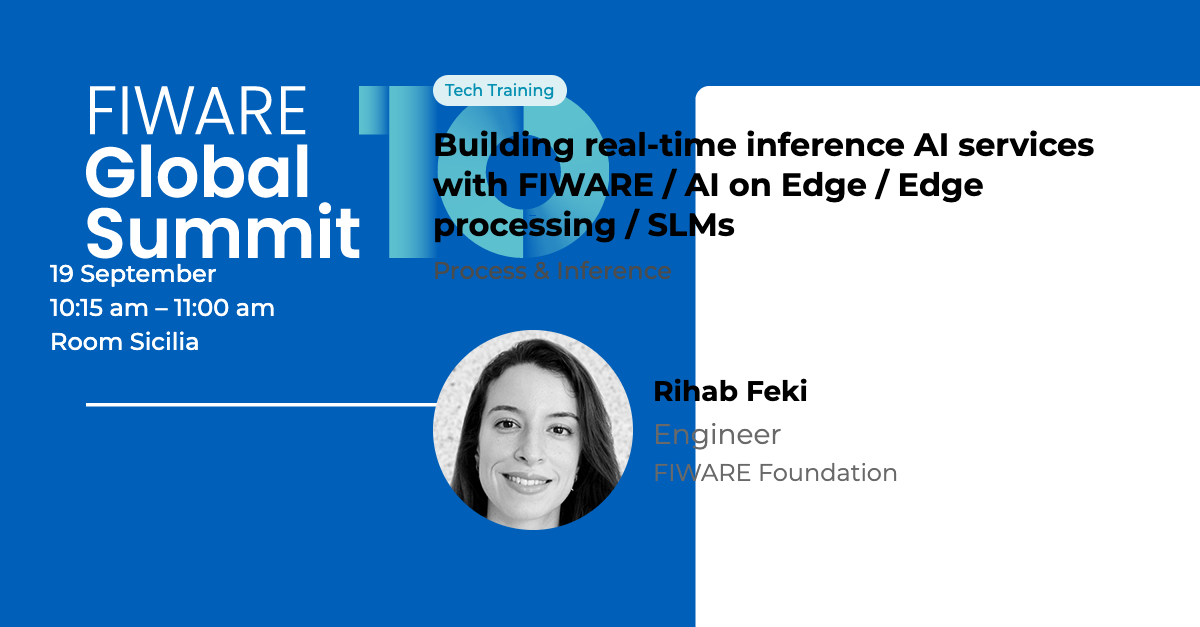 FIWARE
Global
Summit
10
19 September
10:15 am – 11:00 am
Room Sicilia
Tech Training
Building real-time inference AI services
with FIWARE / AI on Edge / Edge
processing / SLMs
Process & Inference
Rihab Feki
Engineer
FIWARE Foundation